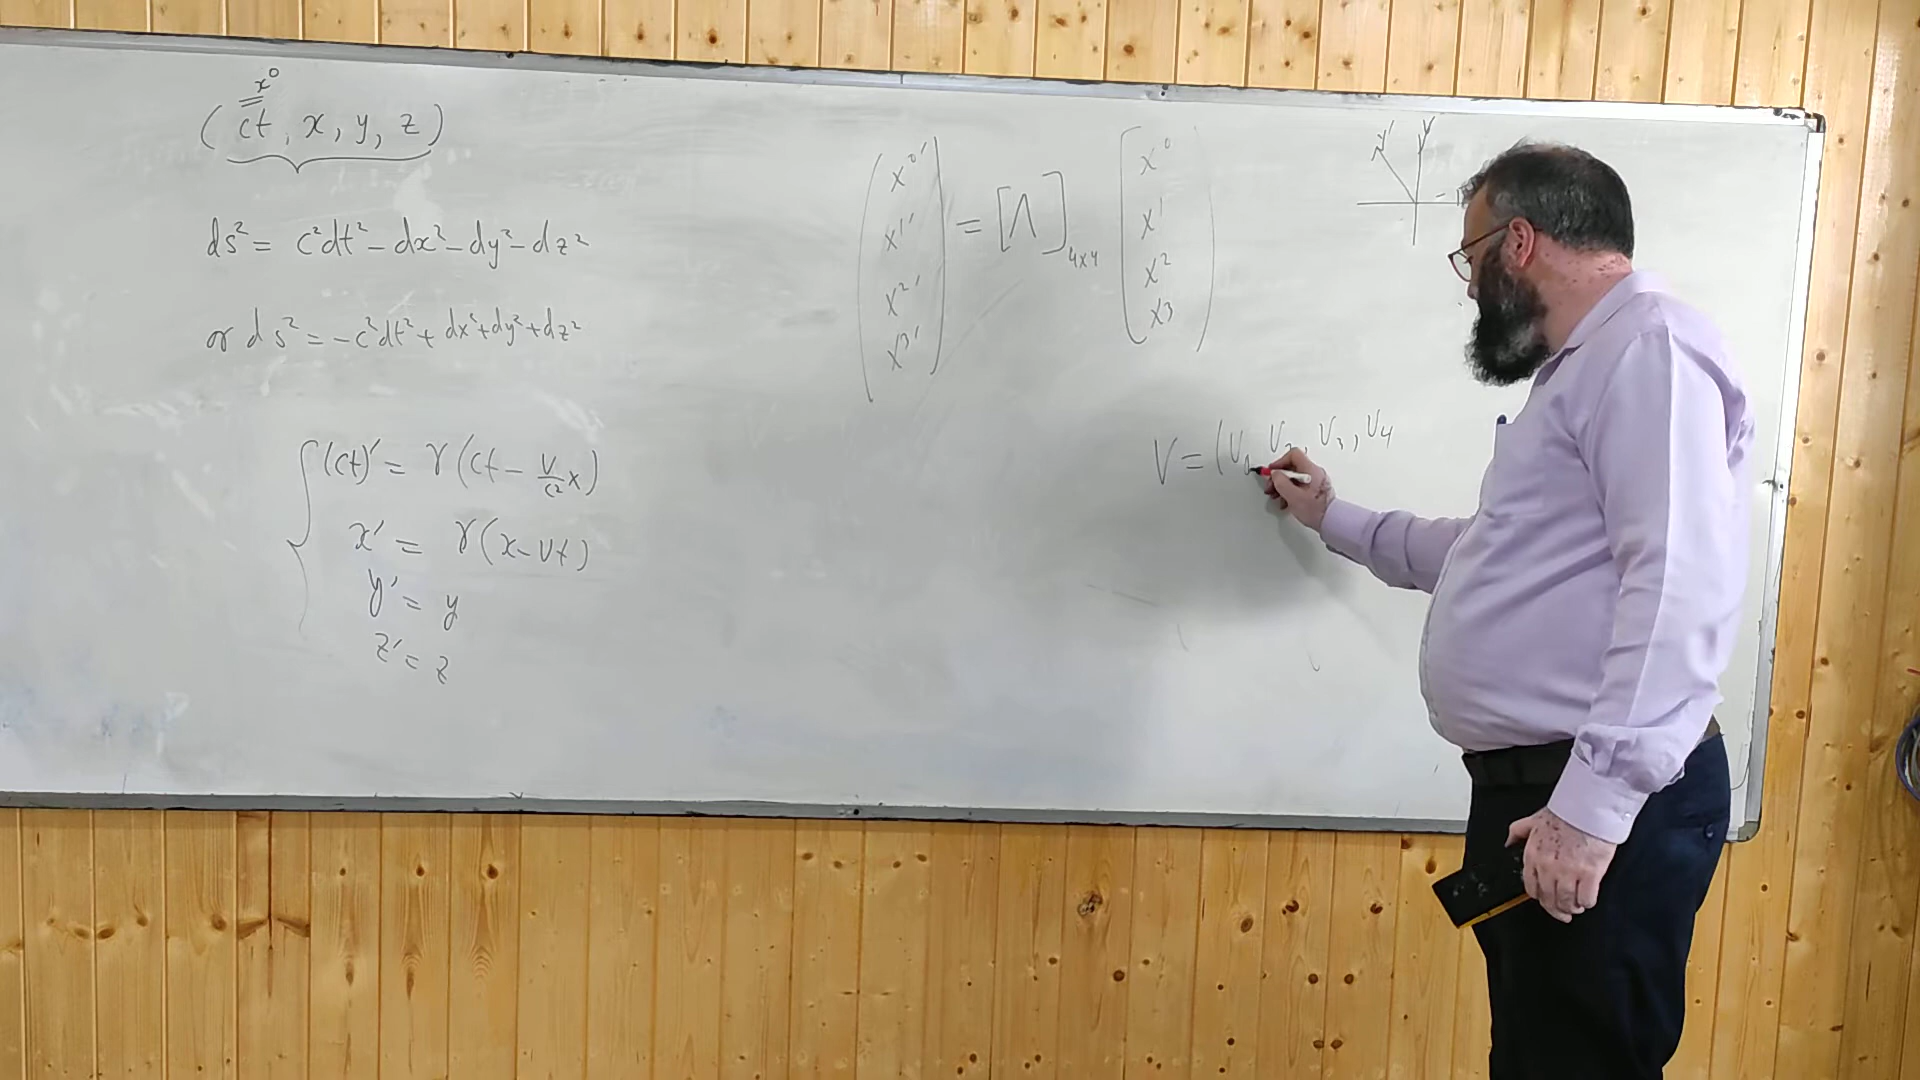 x⁰
(ct, x, y, z)
ds² = c²dt² - dx² - dy² - dz²
or ds² = -c²dt² + dx² + dy² + dz²
(ct)' = γ(ct - v/c² x)
x' = γ(x - vt)
y' = y
z' = z
x⁰'
x¹'
x²'
x³'
= [Λ]₄ₓ₄
x⁰
x¹
x²
x3
y' y
V = (V₁ V₂, V₃, V₄